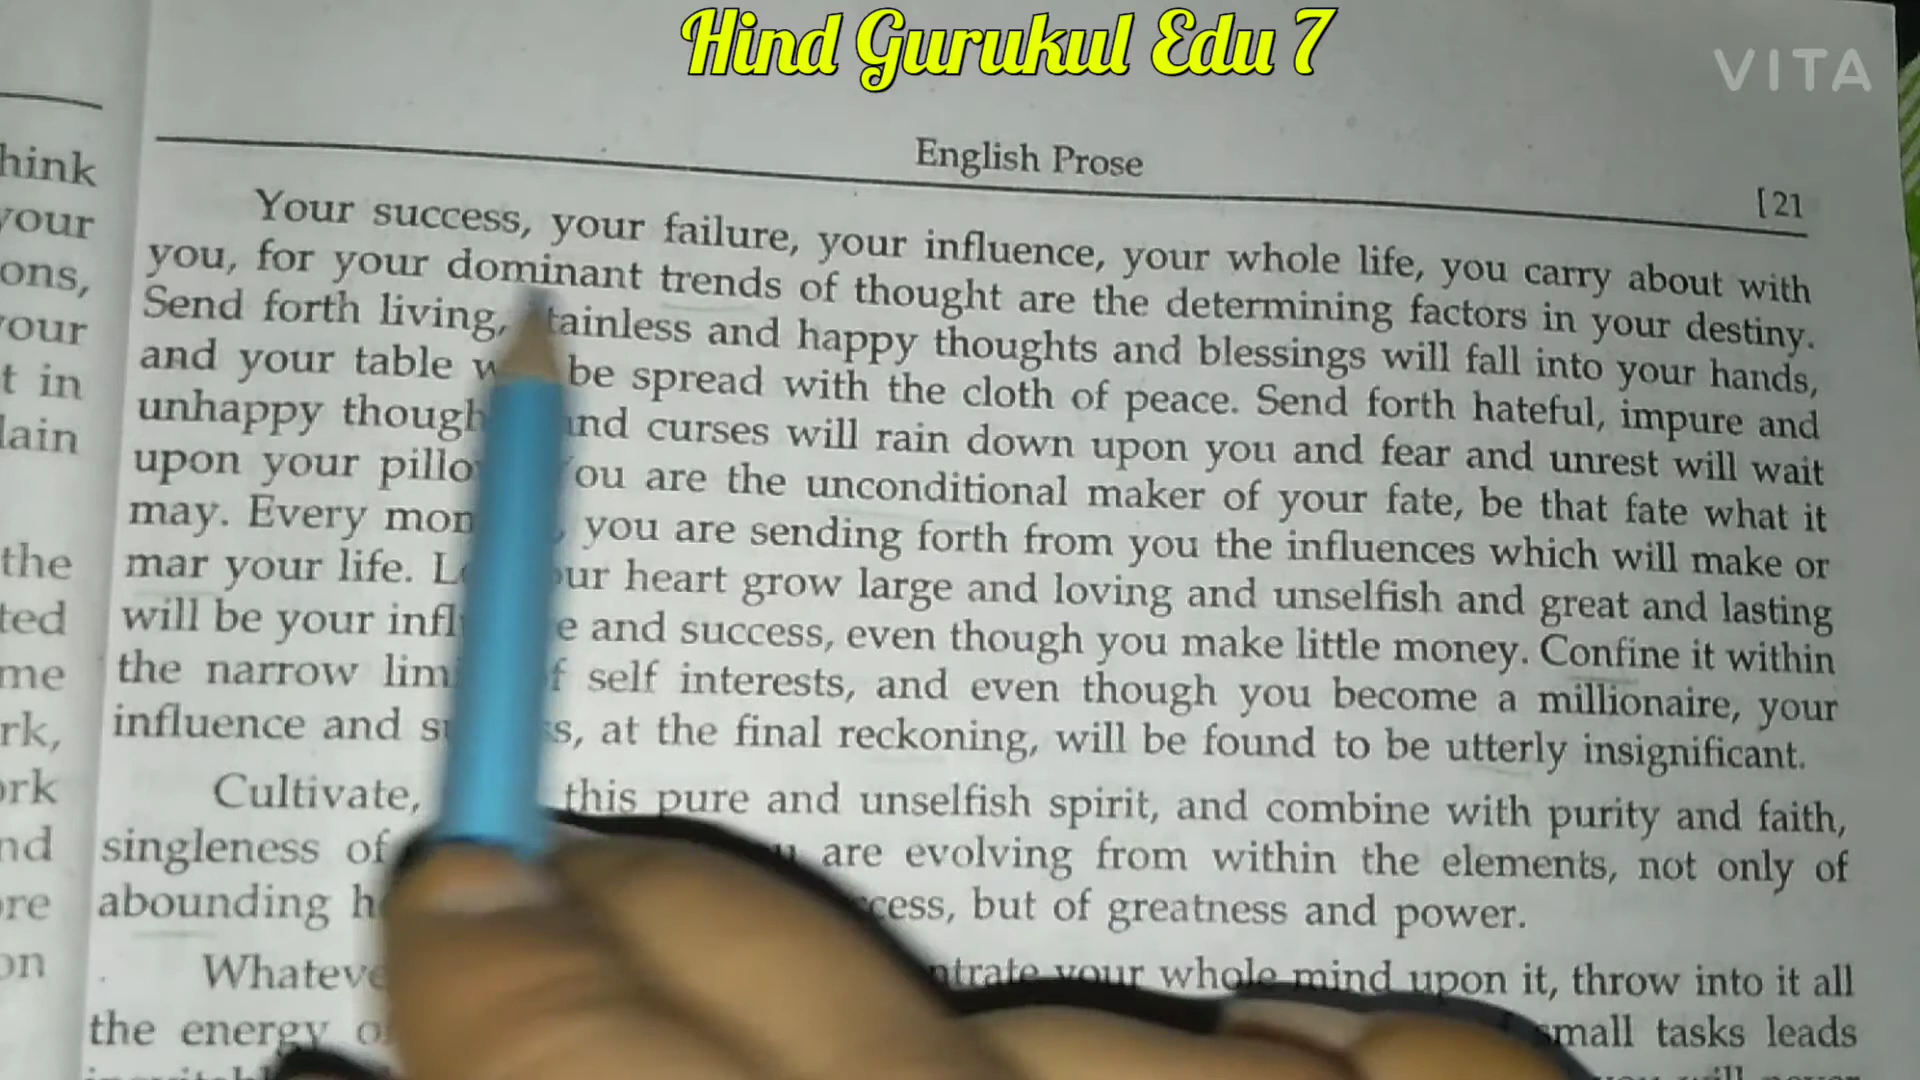 Hind Gurukul Edu 7
VITA
English Prose
[21
hink
your
ons,
your
t in
lain
the
ted
me
rk,
ork
nd
re
on
Your success, your failure, your influence, your whole life, you carry about with
you, for your dominant trends of thought are the determining factors in your destiny.
Send forth living, tainless and happy thoughts and blessings will fall into your hands,
and your table w be spread with the cloth of peace. Send forth hateful, impure and
unhappy though and curses will rain down upon you and fear and unrest will wait
upon your pillo You are the unconditional maker of your fate, be that fate what it
may. Every mom , you are sending forth from you the influences which will make or
mar your life. L our heart grow large and loving and unselfish and great and lasting
will be your infl e and success, even though you make little money. Confine it within
the narrow lim f self interests, and even though you become a millionaire, your
influence and su s, at the final reckoning, will be found to be utterly insignificant.
Cultivate, this pure and unselfish spirit, and combine with purity and faith,
singleness of are evolving from within the elements, not only of
abounding h ccess, but of greatness and power.
Whateve ntrate your whole mind upon it, throw into it all
the energy o small tasks leads